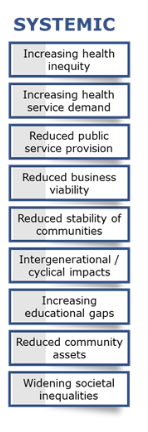 SYSTEMIC
Increasing health
inequity
Increasing health
service demand
Reduced public
service provision
Reduced business
viability
Reduced stability of
communities
Intergenerational /
cyclical impacts
Increasing
educational gaps
Reduced community
assets
Widening societal
inequalities